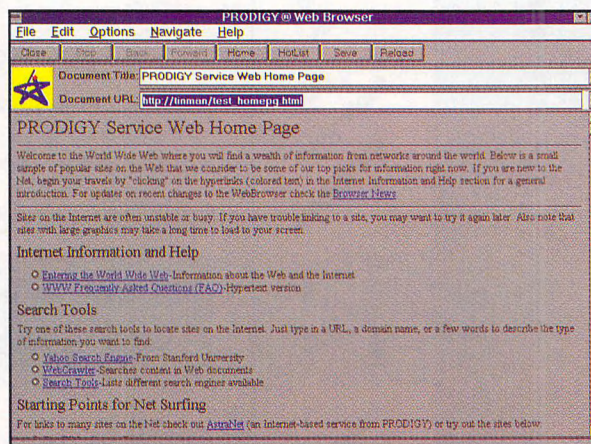 PRODIGY ® Web Browser
File Edit Options Navigate Help
Close Stop Back Forward Home HotList Save Reload
Document Title: PRODIGY Service Web Home Page
Document URL: http://tinman/test_homepg.html
PRODIGY Service Web Home Page
Welcome to the World Wide Web where you will find a wealth of information from networks around the world. Below is a small
sample of popular sites on the Web that we consider to be some of our top picks for information right now. If you are new to the
Net, begin your travels by "clicking" on the hyperlinks (colored text) in the Internet Information and Help section for a general
introduction. For updates on recent changes to the WebBrowser check the Browser News.
Sites on the Internet are often unstable or busy. If you have trouble linking to a site, you may want to try it again later. Also note that
sites with large graphics may take a long time to load to your screen.
Internet Information and Help
Entering the World Wide Web-Information about the Web and the Internet
WWW Frequently Asked Questions (FAQ)-Hypertext version
Search Tools
Try one of these search tools to locate sites on the Internet. Just type in a URL, a domain name, or a few words to describe the type
of information you want to find:
Yahoo Search Engine-From Stanford University
WebCrawler-Searches content in Web documents
Search Tools-Lists different search engines available
Starting Points for Net Surfing
For links to many sites on the Net check out AstraNet (an Internet-based service from PRODIGY) or try out the sites below: